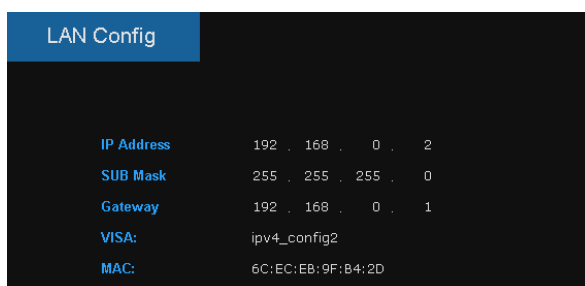 LAN Config
IP Address 192 . 168 . 0 . 2
SUB Mask 255 . 255 . 255 . 0
Gateway 192 . 168 . 0 . 1
VISA: ipv4_config2
MAC: 6C:EC:EB:9F:B4:2D